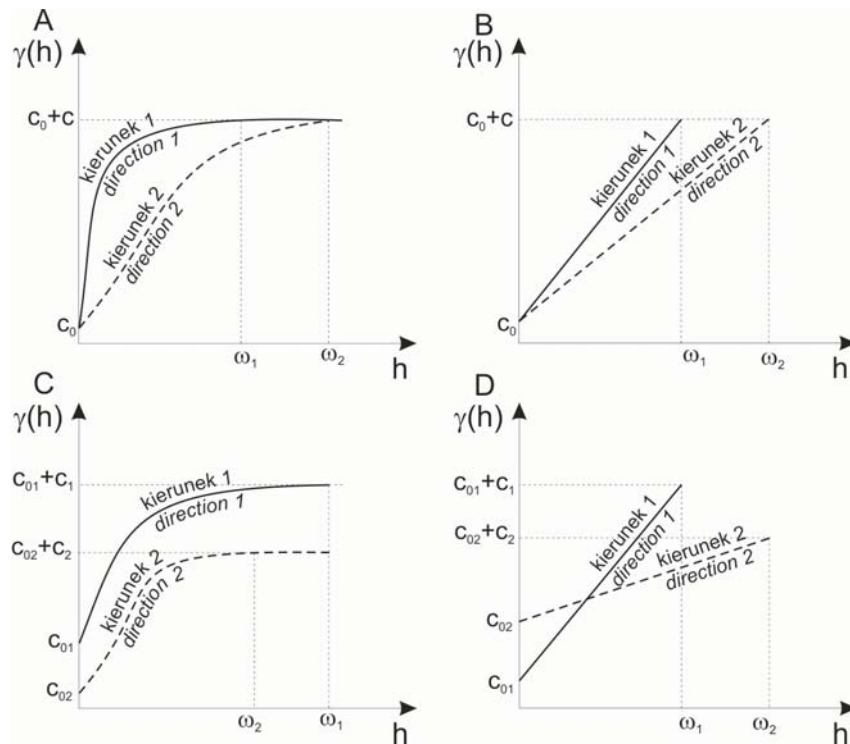 A
γ(h)
C₀+C
kierunek 1
direction 1
kierunek 2
direction 2
C₀
ω₁
ω₂
h
B
γ(h)
C₀+C
kierunek 1
direction 1
kierunek 2
direction 2
C₀
ω₁
ω₂
h
C
γ(h)
C₀₁+C₁
kierunek 1
direction 1
C₀₂+C₂
kierunek 2
direction 2
C₀₁
C₀₂
ω₂
ω₁
h
D
γ(h)
C₀₁+C₁
kierunek 1
direction 1
C₀₂+C₂
kierunek 2
direction 2
C₀₂
C₀₁
ω₁
ω₂
h